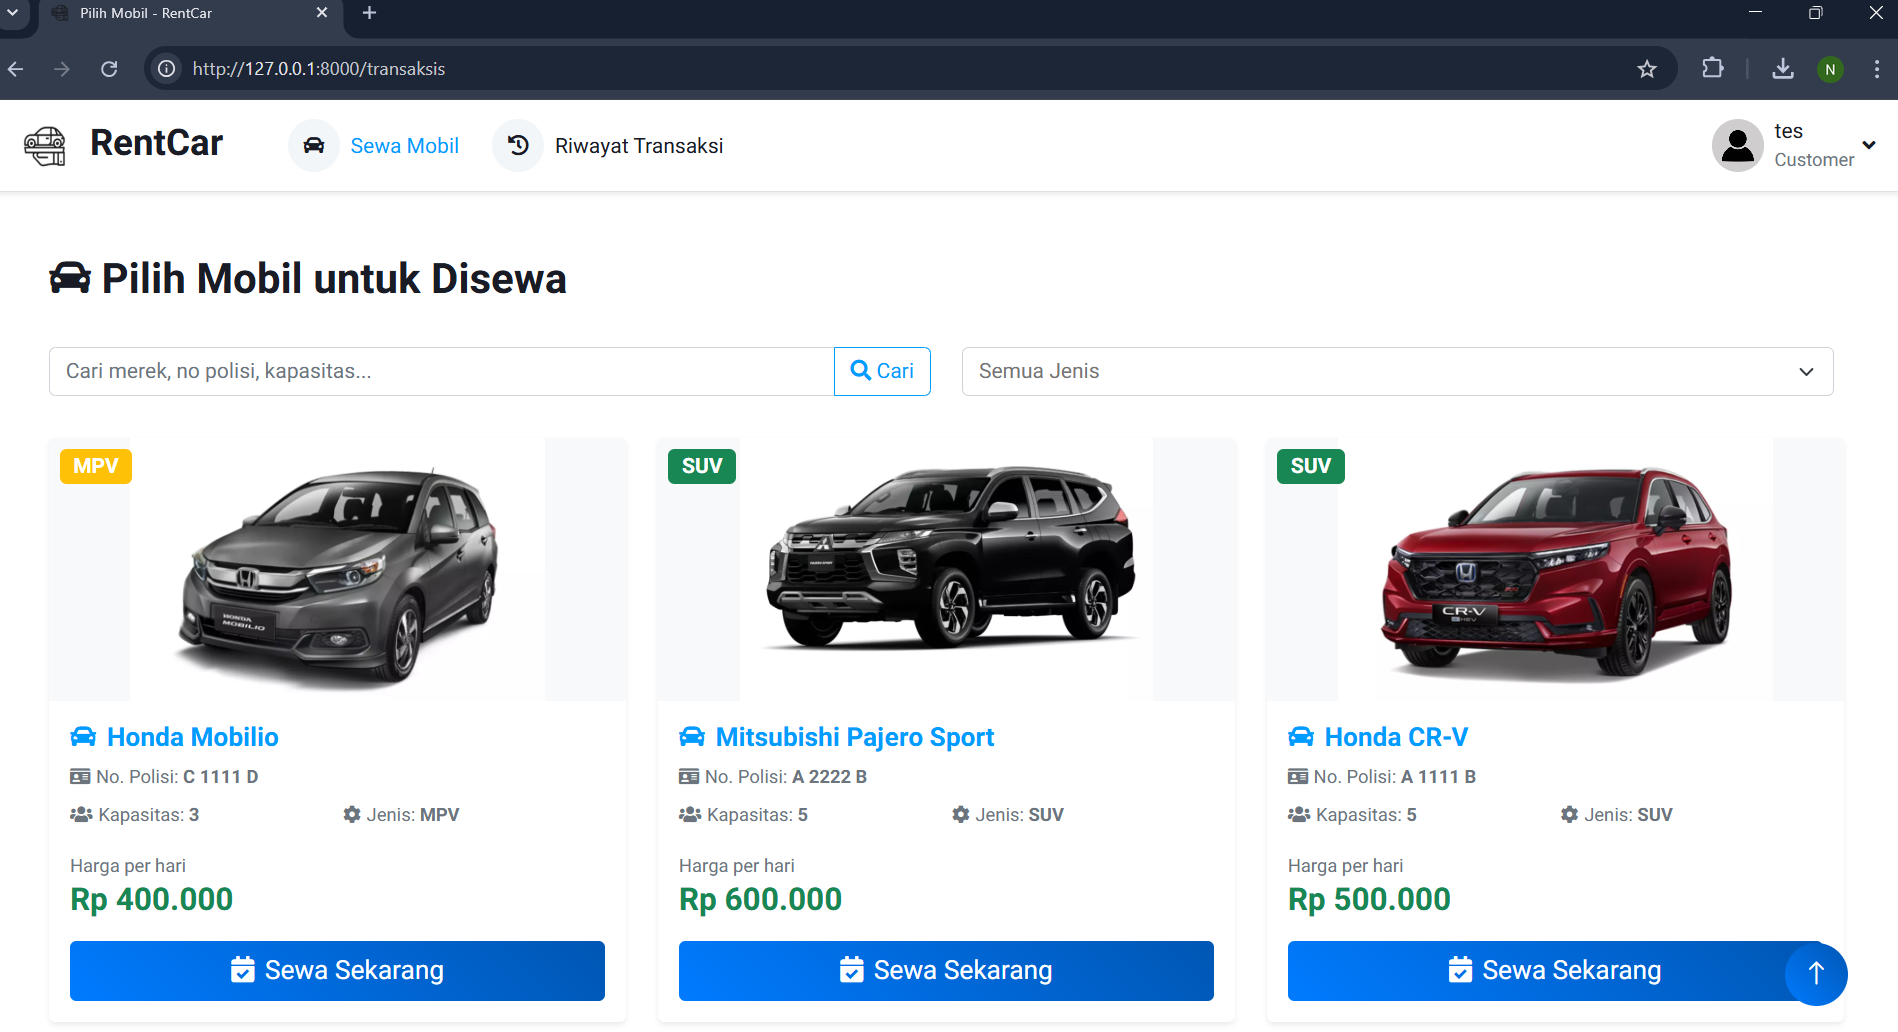 Pilih Mobil - RentCar
http://127.0.0.1:8000/transaksis
N
RentCar
Sewa Mobil
Riwayat Transaksi
tes
Customer
Pilih Mobil untuk Disewa
Cari merek, no polisi, kapasitas...
Cari
Semua Jenis
MPV
HONDA
MOBILIO
Honda Mobilio
No. Polisi: C 1111 D
Kapasitas: 3
Jenis: MPV
Harga per hari
Rp 400.000
Sewa Sekarang
SUV
Mitsubishi Pajero Sport
No. Polisi: A 2222 B
Kapasitas: 5
Jenis: SUV
Harga per hari
Rp 600.000
Sewa Sekarang
SUV
CR-V
Honda CR-V
No. Polisi: A 1111 B
Kapasitas: 5
Jenis: SUV
Harga per hari
Rp 500.000
Sewa Sekarang